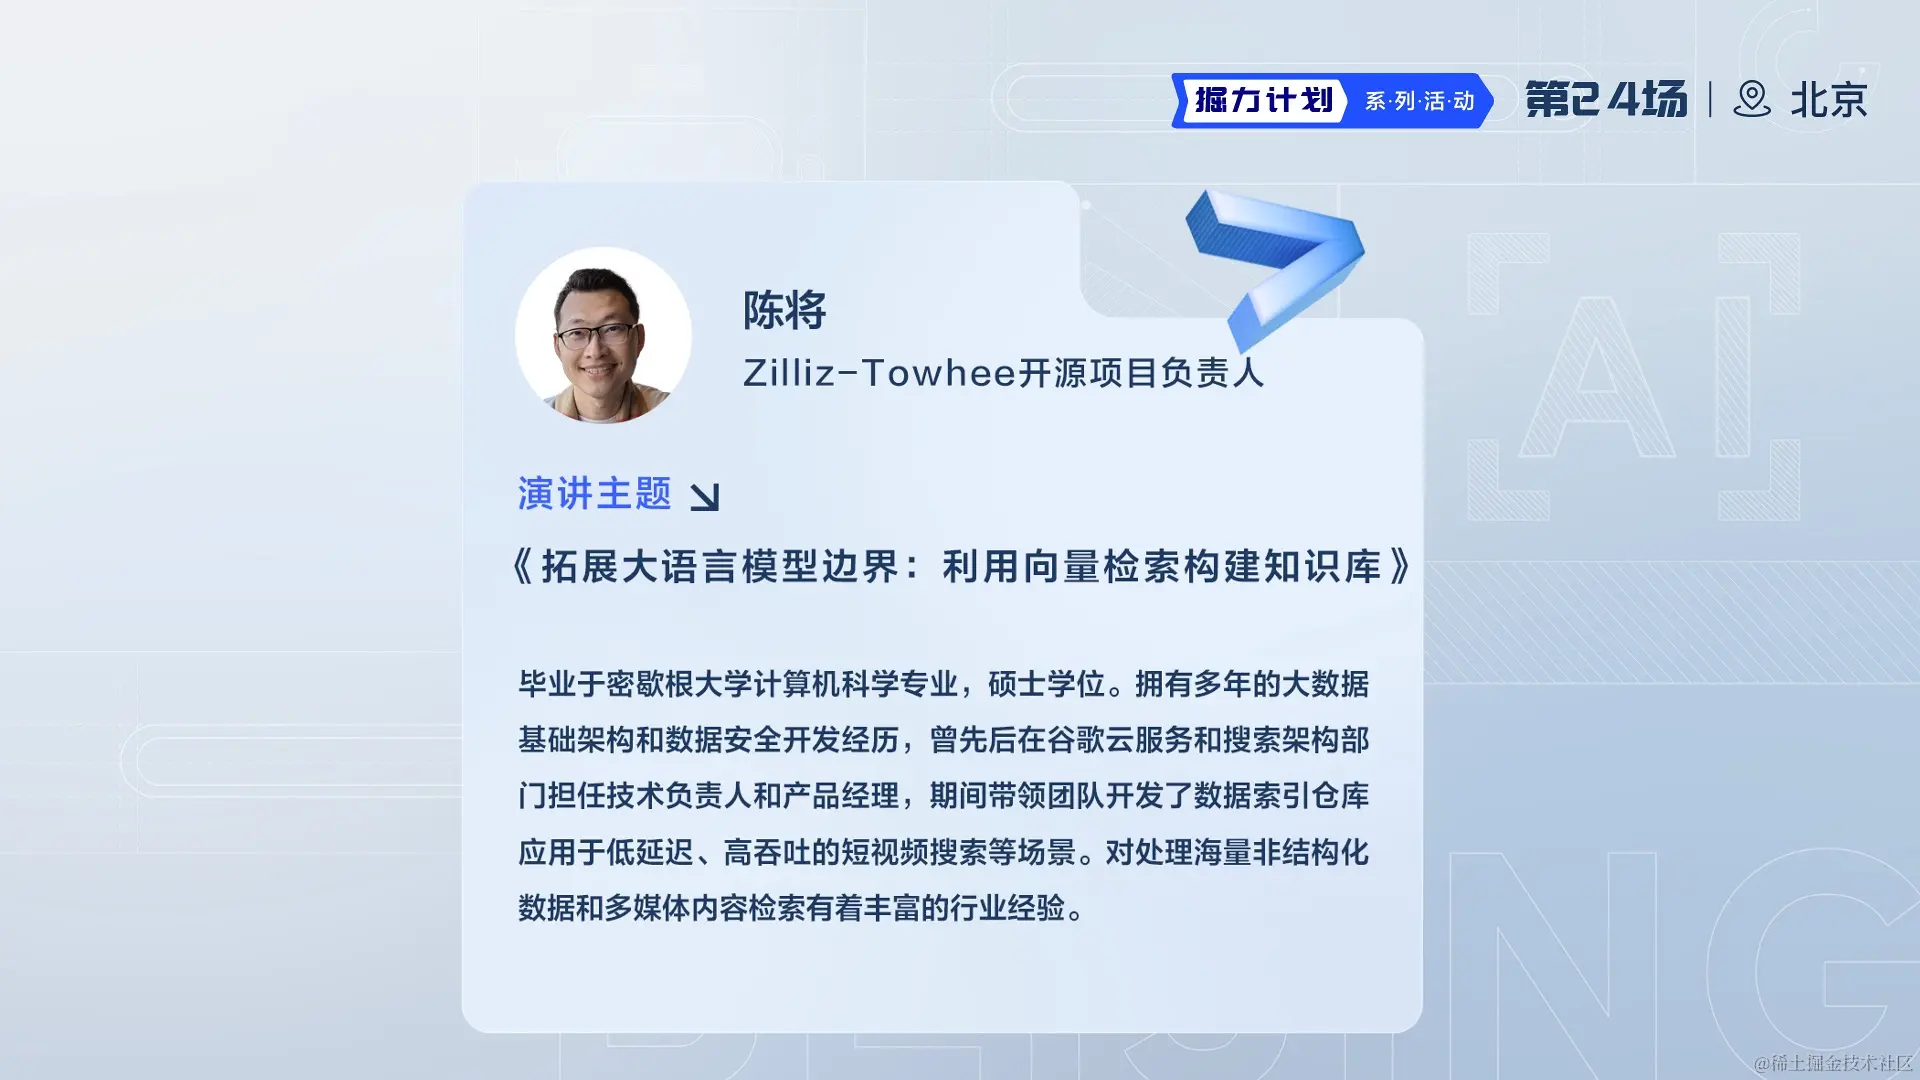 掘力计划 系·列·活·动 第24场 | 北京
陈将
Zilliz-Towhee开源项目负责人
演讲主题
《拓展大语言模型边界：利用向量检索构建知识库》
毕业于密歇根大学计算机科学专业，硕士学位。拥有多年的大数据
基础架构和数据安全开发经历，曾先后在谷歌云服务和搜索架构部
门担任技术负责人和产品经理，期间带领团队开发了数据索引仓库
应用于低延迟、高吞吐的短视频搜索等场景。对处理海量非结构化
数据和多媒体内容检索有着丰富的行业经验。
AI
BEIJING
@稀土掘金技术社区